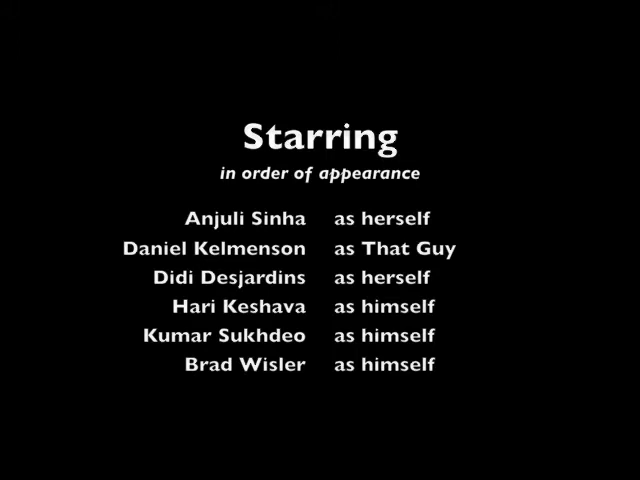 Starring
in order of appearance
Anjuli Sinha as herself
Daniel Kelmenson as That Guy
Didi Desjardins as herself
Hari Keshava as himself
Kumar Sukhdeo as himself
Brad Wisler as himself